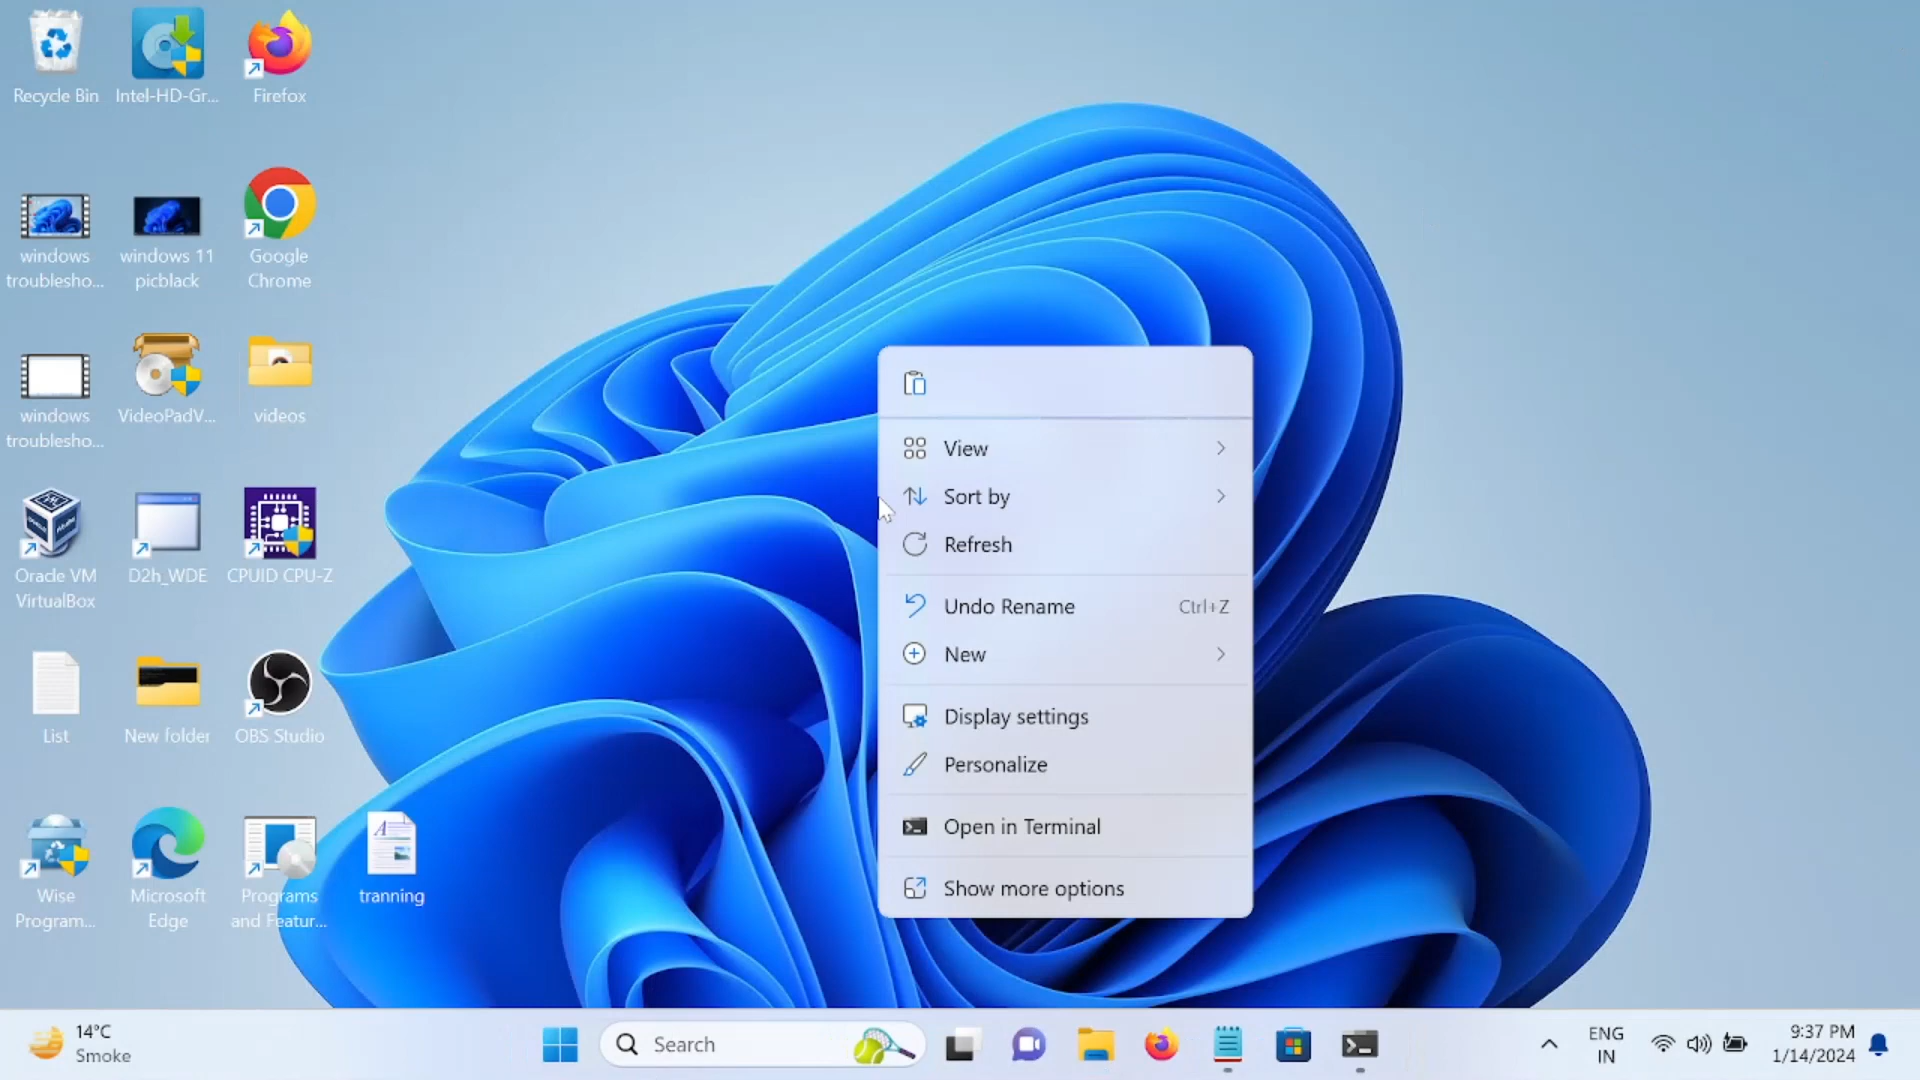 Recycle Bin
Intel-HD-Gr...
Firefox
windows
troublesho...
windows 11
picblack
Google
Chrome
windows
troublesho...
VideoPadV...
videos
Oracle VM
VirtualBox
D2h_WDE
CPUID CPU-Z
List
New folder
OBS Studio
Wise
Program...
Microsoft
Edge
Programs
and Featur...
tranning
View
Sort by
Refresh
Undo Rename Ctrl+Z
New
Display settings
Personalize
Open in Terminal
Show more options
14°C
Smoke
Search
ENG
IN
9:37 PM
1/14/2024